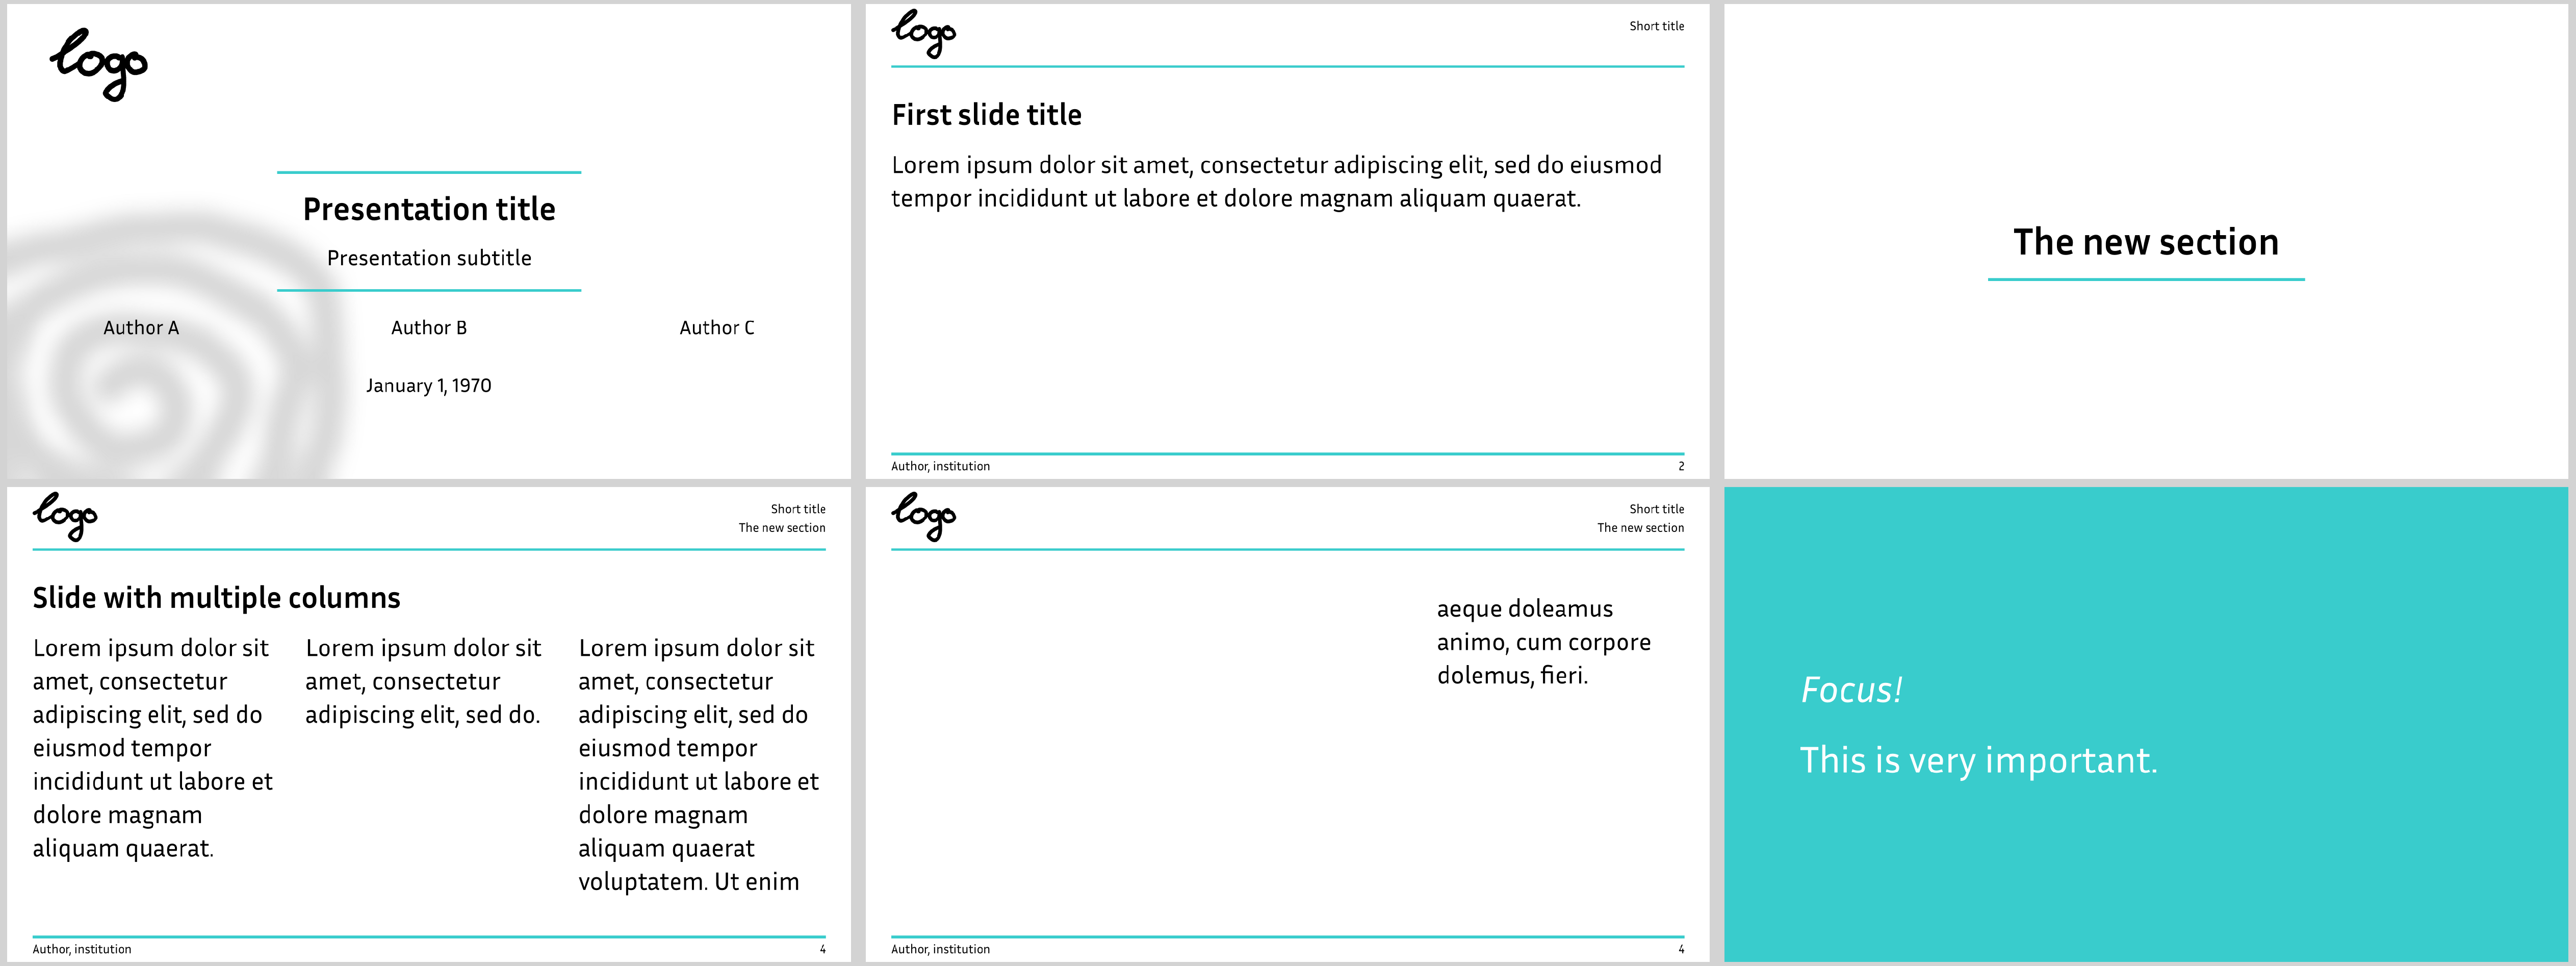 logo
Presentation title
Presentation subtitle
Author A
Author B
Author C
January 1, 1970
logo
Short title
First slide title
Lorem ipsum dolor sit amet, consectetur adipiscing elit, sed do eiusmod
tempor incididunt ut labore et dolore magnam aliquam quaerat.
Author, institution
2
The new section
logo
Short title
The new section
Slide with multiple columns
Lorem ipsum dolor sit
amet, consectetur
adipiscing elit, sed do
eiusmod tempor
incididunt ut labore et
dolore magnam
aliquam quaerat.
Lorem ipsum dolor sit
amet, consectetur
adipiscing elit, sed do.
Lorem ipsum dolor sit
amet, consectetur
adipiscing elit, sed do
eiusmod tempor
incididunt ut labore et
dolore magnam
aliquam quaerat
voluptatem. Ut enim
Author, institution
4
logo
Short title
The new section
aeque doleamus
animo, cum corpore
dolemus, fieri.
Author, institution
4
Focus!
This is very important.